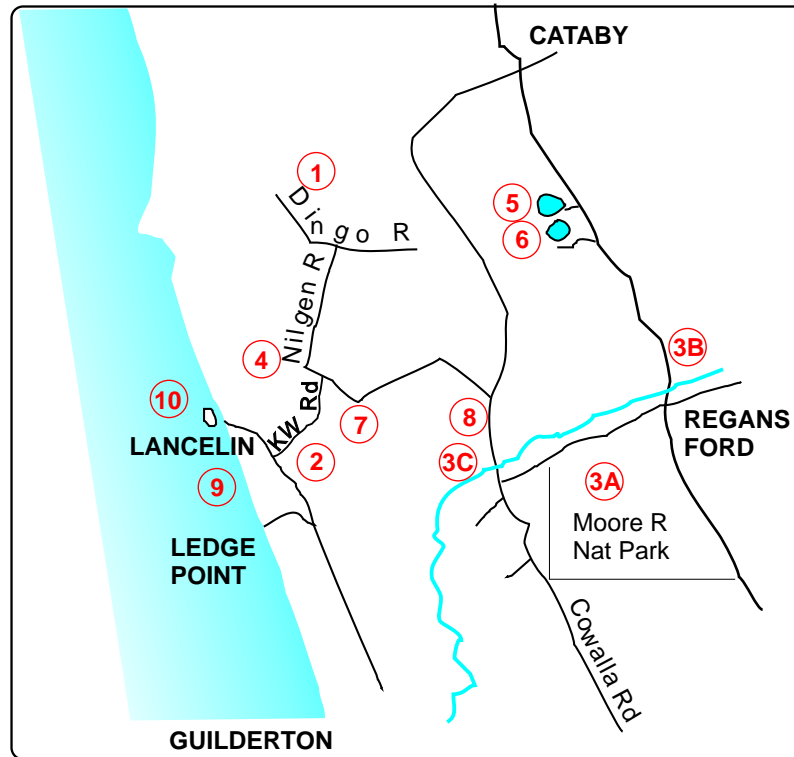 CATABY
1
Dingo R
5
6
Nilgen R
3B
4
10
KW Rd
7
8
REGANS
FORD
LANCELIN
2
3C
9
3A
Moore R
Nat Park
LEDGE
POINT
Cowalla Rd
GUILDERTON